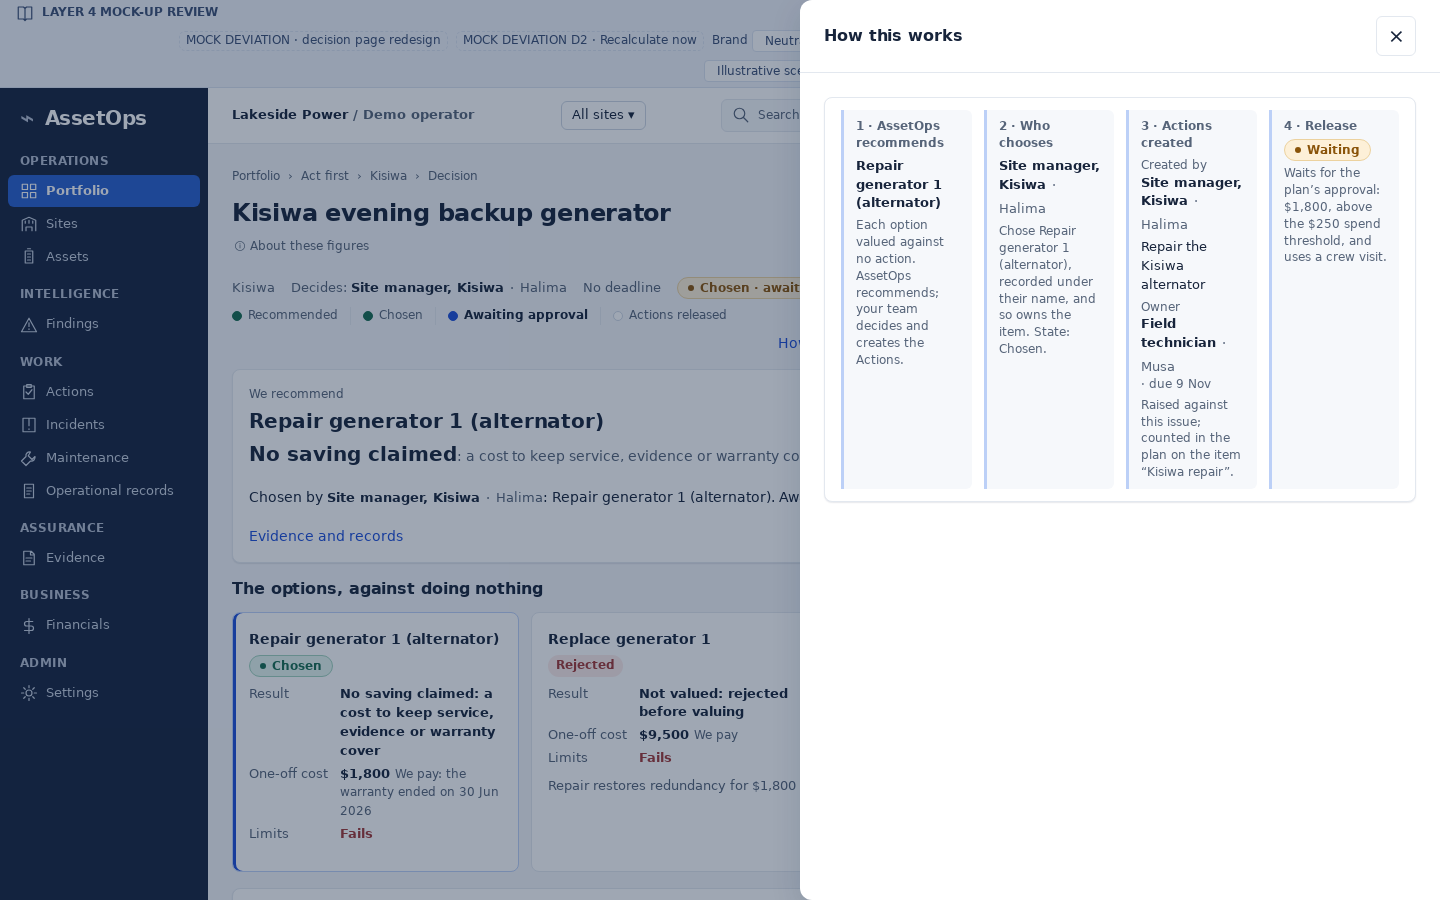 LAYER 4 MOCK-UP REVIEW
MOCK DEVIATION · decision page redesign
MOCK DEVIATION D2 · Recalculate now
Brand
AssetOps
OPERATIONS
Portfolio
Sites
Assets
INTELLIGENCE
Findings
WORK
Actions
Incidents
Maintenance
Operational records
ASSURANCE
Evidence
BUSINESS
Financials
ADMIN
Settings
Lakeside Power / Demo operator
All sites ▾
Search
Portfolio › Act first › Kisiwa › Decision
Kisiwa evening backup generator
About these figures
Kisiwa Decides: Site manager, Kisiwa · Halima No deadline Chosen ·
Recommended Chosen Awaiting approval Actions released
We recommend
Repair generator 1 (alternator)
No saving claimed: a cost to keep service, evidence or warranty
Chosen by Site manager, Kisiwa · Halima: Repair generator 1 (alternator).
Evidence and records
The options, against doing nothing
Repair generator 1 (alternator)
Chosen
Result
No saving claimed: a
cost to keep service,
evidence or warranty
cover
One-off cost
$1,800 We pay: the
warranty ended on 30 Jun
2026
Limits
Fails
Replace generator 1
Rejected
Result
Not valued: rejected
before valuing
One-off cost
$9,500 We pay
Limits
Fails
Repair restores redundancy for $1,800
How this works
×
1 · AssetOps
recommends
Repair
generator 1
(alternator)
Each option
valued against
no action.
AssetOps
recommends;
your team
decides and
creates the
Actions.
2 · Who
chooses
Site manager,
Kisiwa ·
Halima
Chose Repair
generator 1
(alternator),
recorded under
their name, and
so owns the
item. State:
Chosen.
3 · Actions
created
Created by
Site manager,
Kisiwa ·
Halima
Repair the
Kisiwa
alternator
Owner
Field
technician ·
Musa
· due 9 Nov
Raised against
this issue;
counted in the
plan on the item
“Kisiwa repair”.
4 · Release
Waiting
Waits for the
plan’s approval:
$1,800, above
the $250 spend
threshold, and
uses a crew visit.